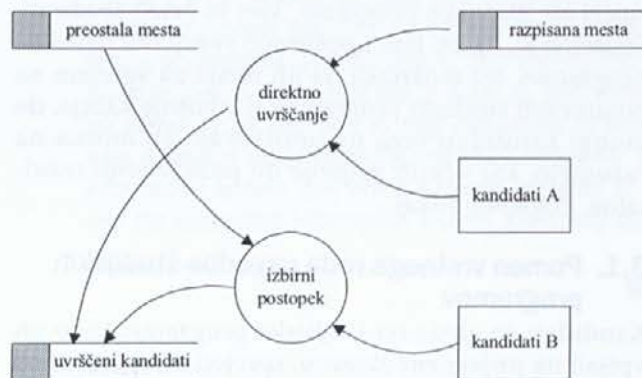 preostala mesta
razpisana mesta
direktno
uvrščanje
kandidati A
izbirni
postopek
uvrščeni kandidati
kandidati B